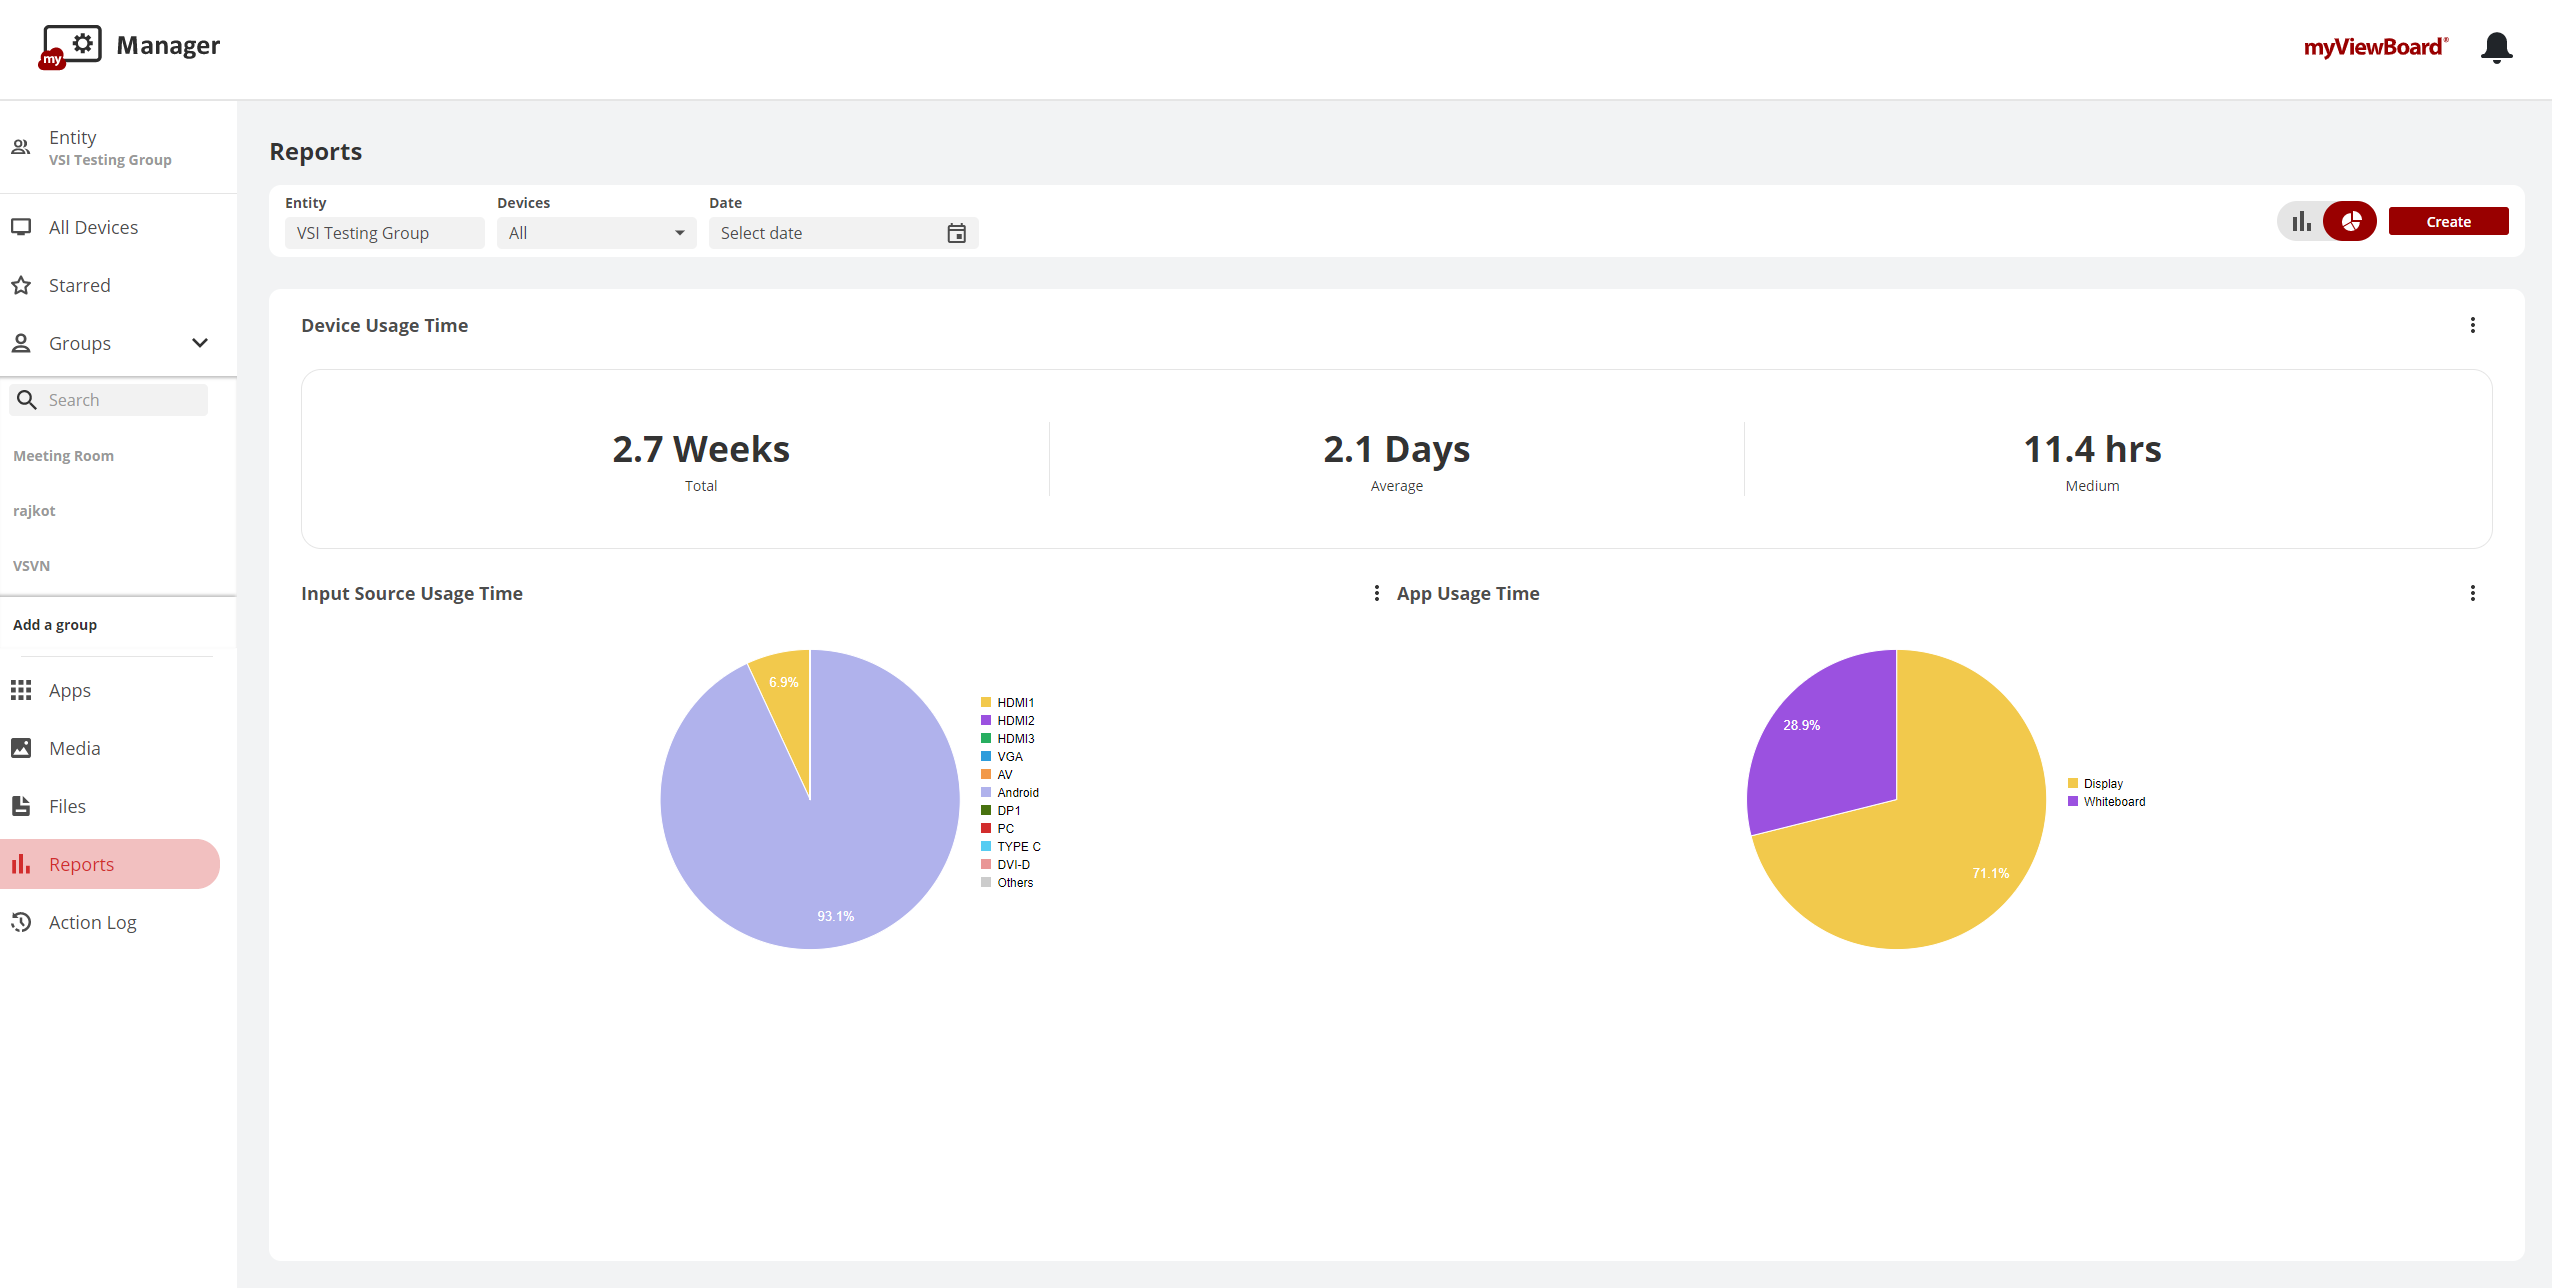 my Manager
myViewBoard®
Entity
VSI Testing Group
All Devices
Starred
Groups
Search
Meeting Room
rajkot
VSVN
Add a group
Apps
Media
Files
Reports
Action Log
Reports
Entity
VSI Testing Group
Devices
All
Date
Select date
Create
Device Usage Time
2.7 Weeks
Total
2.1 Days
Average
11.4 hrs
Medium
Input Source Usage Time
6.9%
93.1%
HDMI1
HDMI2
HDMI3
VGA
AV
Android
DP1
PC
TYPE C
DVI-D
Others
App Usage Time
28.9%
71.1%
Display
Whiteboard